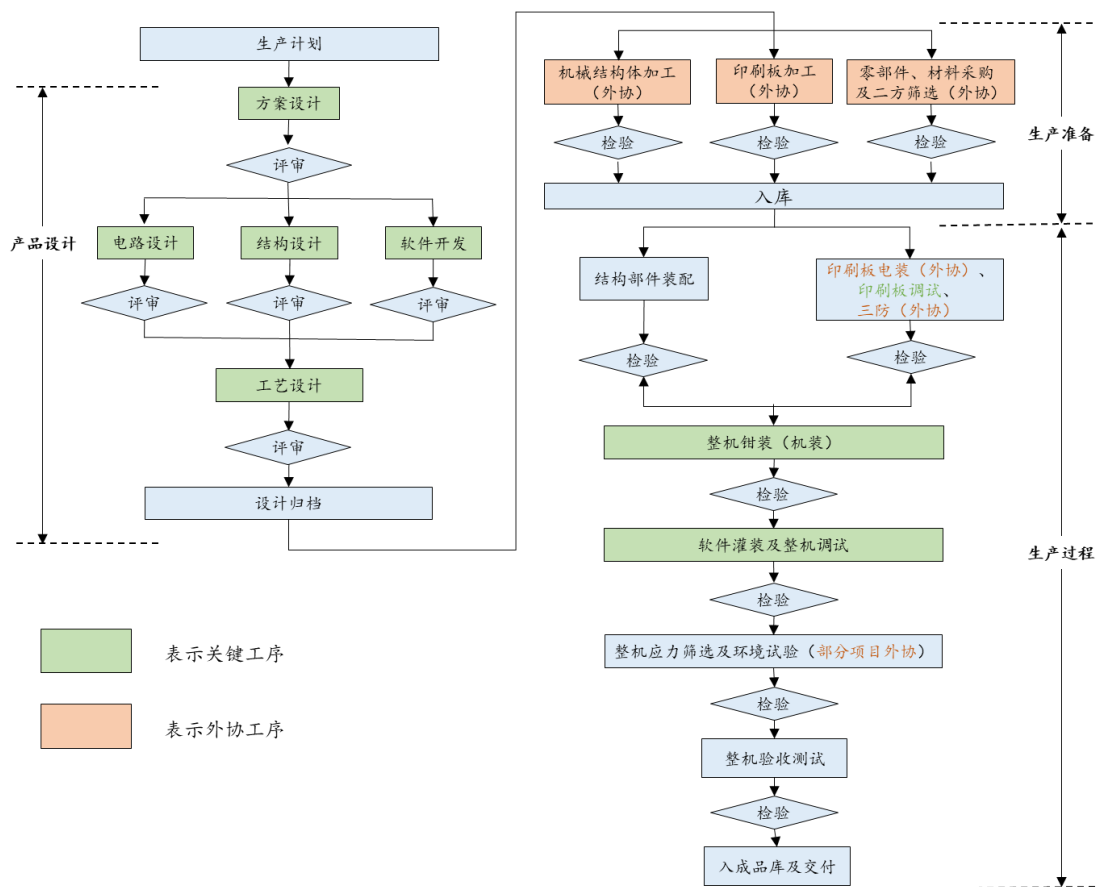 生产计划
方案设计
评审
产品设计
电路设计
结构设计
软件开发
评审
评审
评审
工艺设计
评审
设计归档
表示关键工序
表示外协工序
机械结构体加工
（外协）
印刷板加工
（外协）
零部件、材料采购
及二方筛选（外协）
检验
检验
检验
生产准备
入库
结构部件装配
印刷板电装（外协）、
印刷板调试、
三防（外协）
检验
检验
整机钳装（机装）
检验
软件灌装及整机调试
生产过程
检验
整机应力筛选及环境试验（部分项目外协）
检验
整机验收测试
检验
入成品库及交付